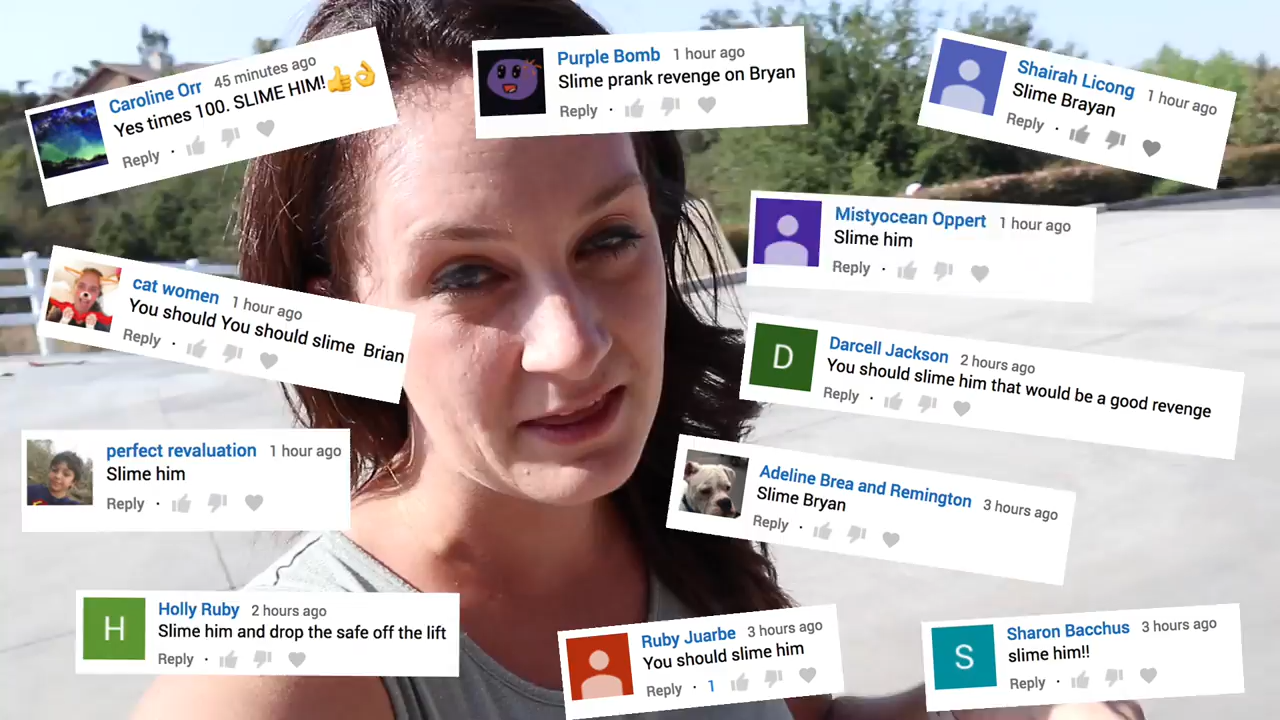 Caroline Orr 45 minutes ago
Yes times 100. SLIME HIM!👍👌
Reply
Purple Bomb 1 hour ago
Slime prank revenge on Bryan
Reply
Shairah Licong 1 hour ago
Slime Brayan
Reply
Mistyocean Oppert 1 hour ago
Slime him
Reply
cat women 1 hour ago
You should You should slime Brian
Reply
Darcell Jackson 2 hours ago
You should slime him that would be a good revenge
Reply
D
perfect revaluation 1 hour ago
Slime him
Reply
Adeline Brea and Remington 3 hours ago
Slime Bryan
Reply
H
Holly Ruby 2 hours ago
Slime him and drop the safe off the lift
Reply
Ruby Juarbe 3 hours ago
You should slime him
Reply · 1
S
Sharon Bacchus 3 hours ago
slime him!!
Reply